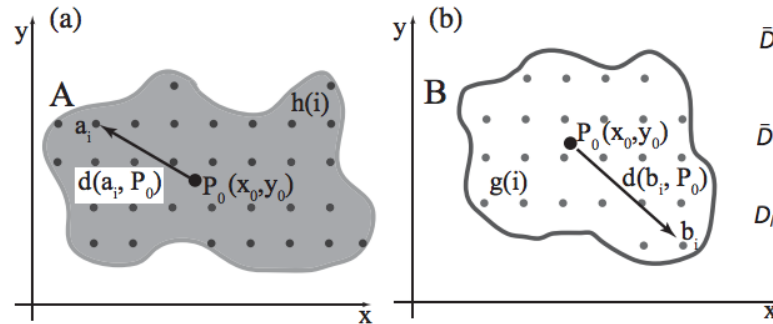 (a)
y
A
h(i)
a_i
d(a_i, P_0)
P_0 (x_0,y_0)
x
(b)
y
B
P_0 (x_0,y_0)
g(i)
d(b_i, P_0)
b_i
x
D̄
D̄